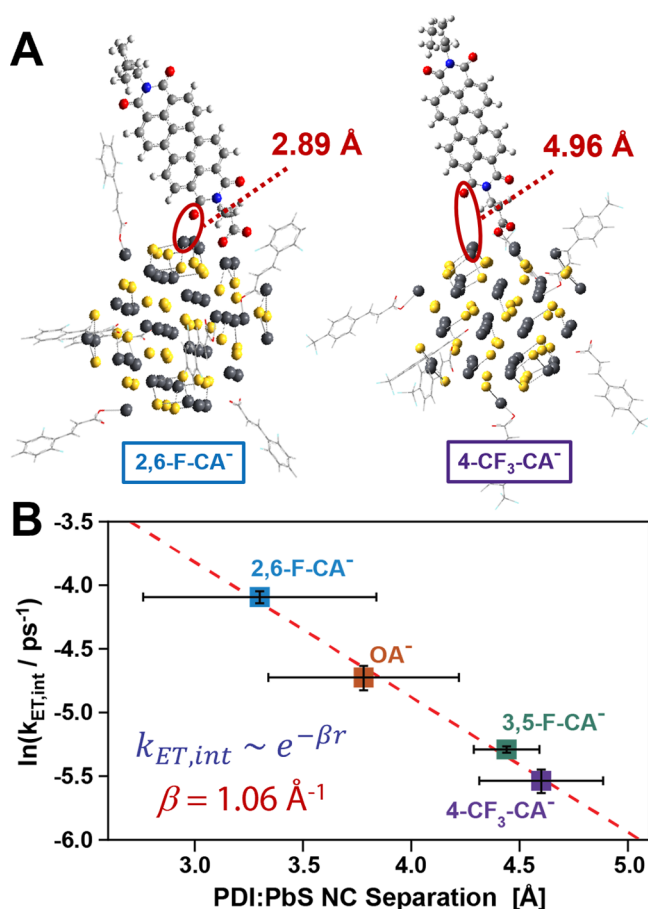 A
2.89 Å
4.96 Å
2,6-F-CA⁻
4-CF₃-CA⁻
B
-3.5
-4.0
-4.5
-5.0
-5.5
-6.0
ln(k_ET,int / ps⁻¹)
2,6-F-CA⁻
OA⁻
3,5-F-CA⁻
4-CF₃-CA⁻
k_ET,int ~ e^−βr
β = 1.06 Å⁻¹
3.0 3.5 4.0 4.5 5.0
PDI:PbS NC Separation [Å]